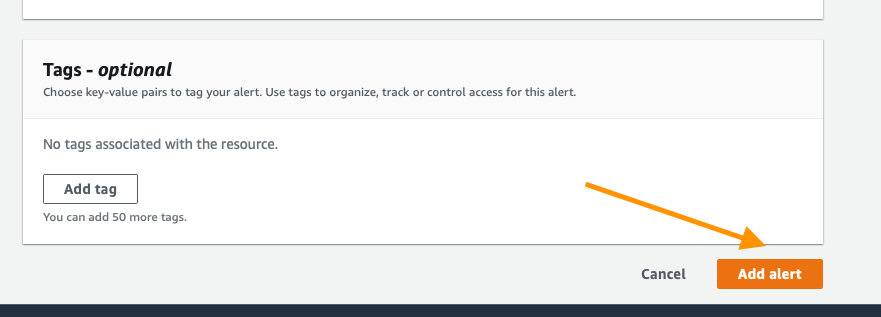 Tags - optional
Choose key-value pairs to tag your alert. Use tags to organize, track or control access for this alert.
No tags associated with the resource.
Add tag
You can add 50 more tags.
Cancel
Add alert